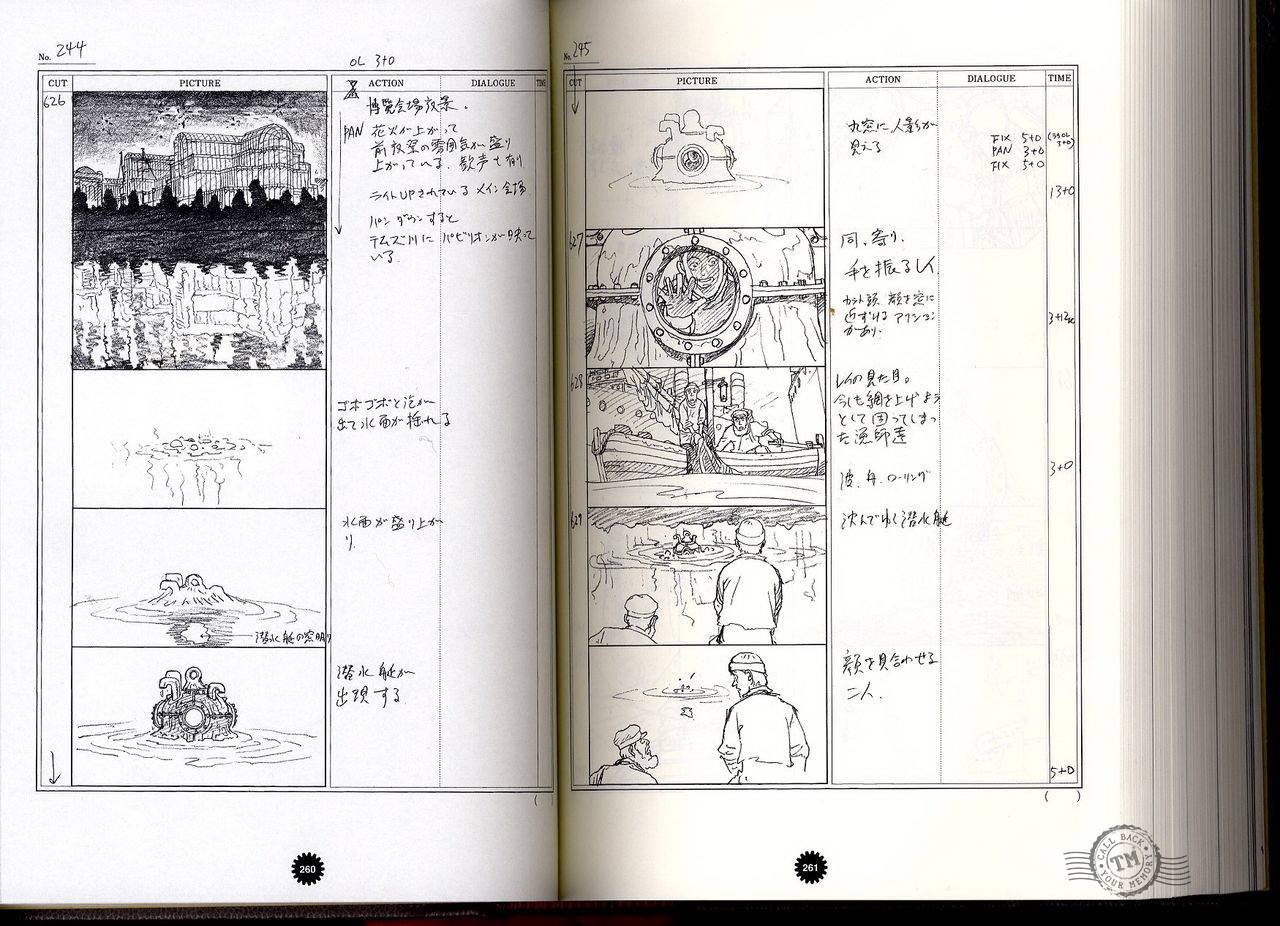 No. 244
OL 3+0
CUT
PICTURE
ACTION
DIALOGUE
TIME
626
博覧会場夜景。
PAN
花火が上がって
前夜祭の雰囲気が盛り
上がっている。歓声も有り
ライトUPされている メイン会場
パン ダウンすると
テムズ川に パビリオンが映って
いる。
ゴボゴボと泡が
出て水面が揺れる
水面が盛り上が
り。
潜水艇の窓明り
潜水艇が
出現する
260
No. 245
CUT
PICTURE
ACTION
DIALOGUE
TIME
丸窓に人影が
見える
FIX 5+0
PAN 3+0
FIX 5+0
13+0
627
同、寄り。
手を振るレイ
カット頭 顔を窓に
近ずける アクション
があり。
3+12K
628
レイの見た目。
今しも網を上げよう
として困ってしまっ
た漁師達
波、舟、ローリング
3+0
629
沈んでゆく潜水艇
顔を見合わせる
二人。
5+0
261
CALL BACK
TM
YOUR MEMORY